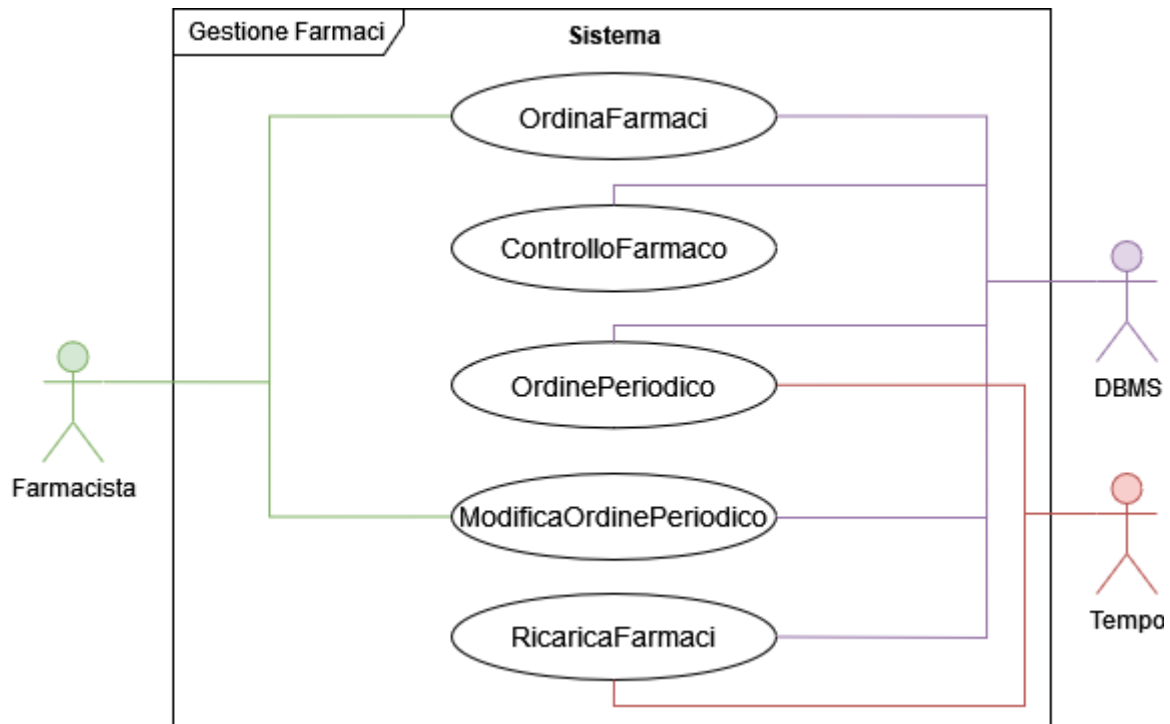 Gestione Farmaci
Sistema
OrdinaFarmaci
ControlloFarmaco
OrdinePeriodico
ModificaOrdinePeriodico
RicaricaFarmaci
Farmacista
DBMS
Tempo